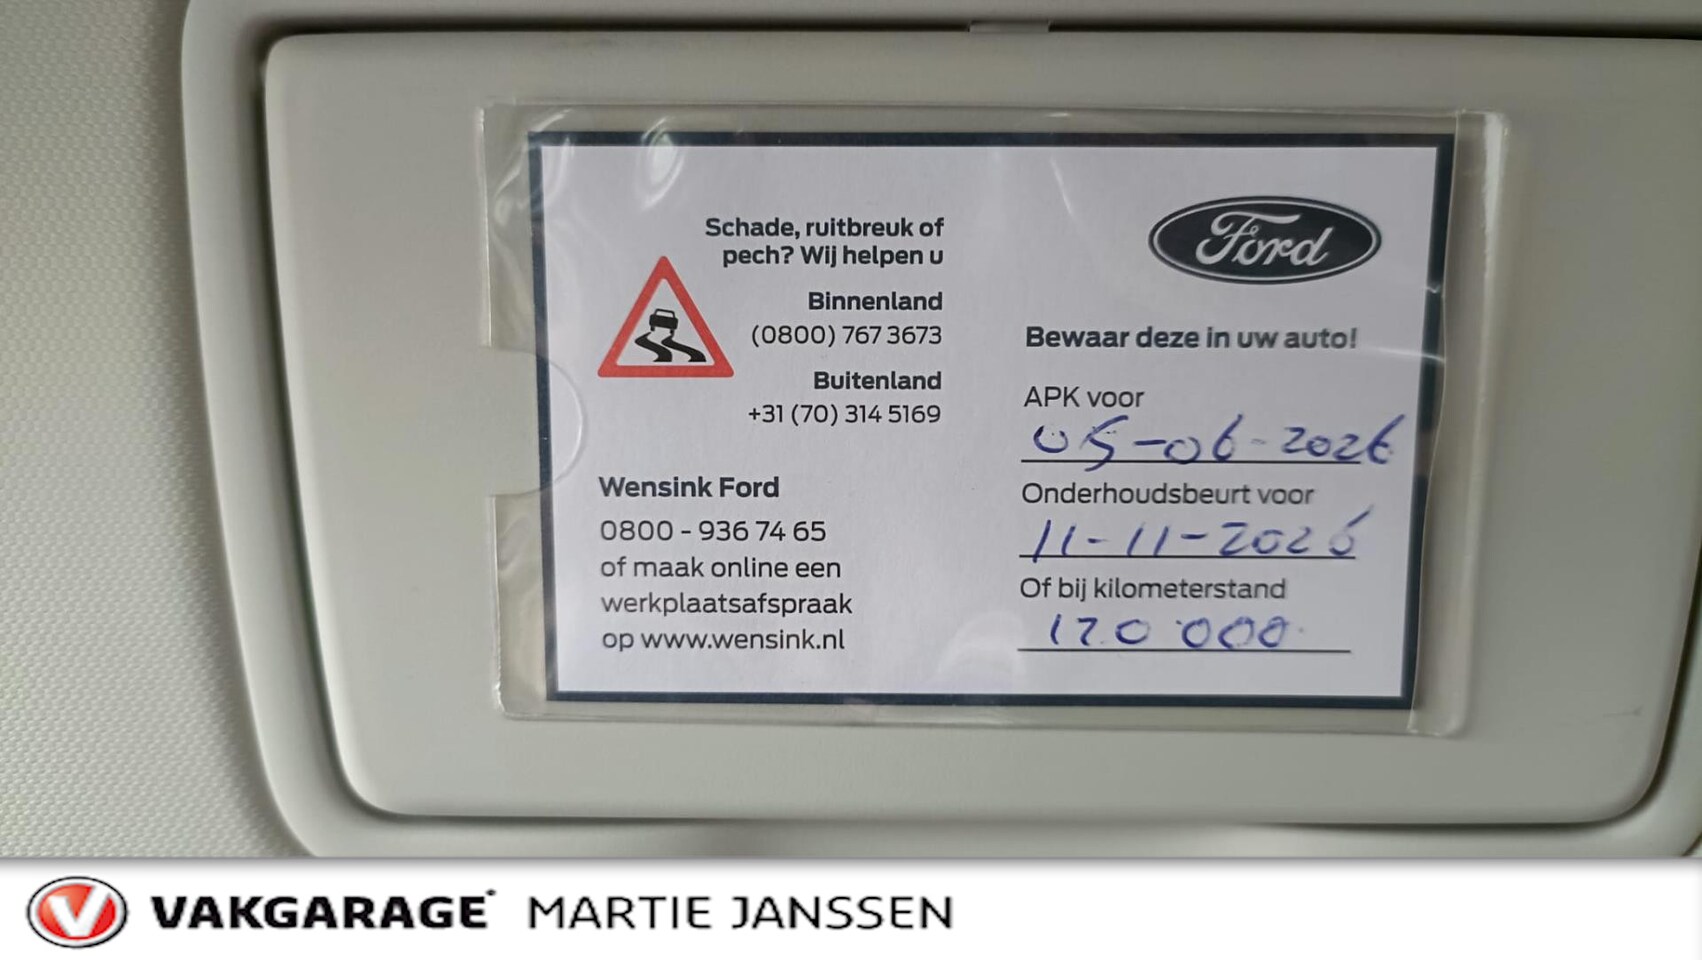 Schade, ruitbreuk of
pech? Wij helpen u
Binnenland
(0800) 767 3673
Buitenland
+31 (70) 314 5169
Wensink Ford
0800 - 936 74 65
of maak online een
werkplaatsafspraak
op www.wensink.nl
Ford
Bewaar deze in uw auto!
APK voor
05-06-2026
Onderhoudsbeurt voor
11-11-2026
Of bij kilometerstand
120 000
VAKGARAGE MARTIE JANSSEN